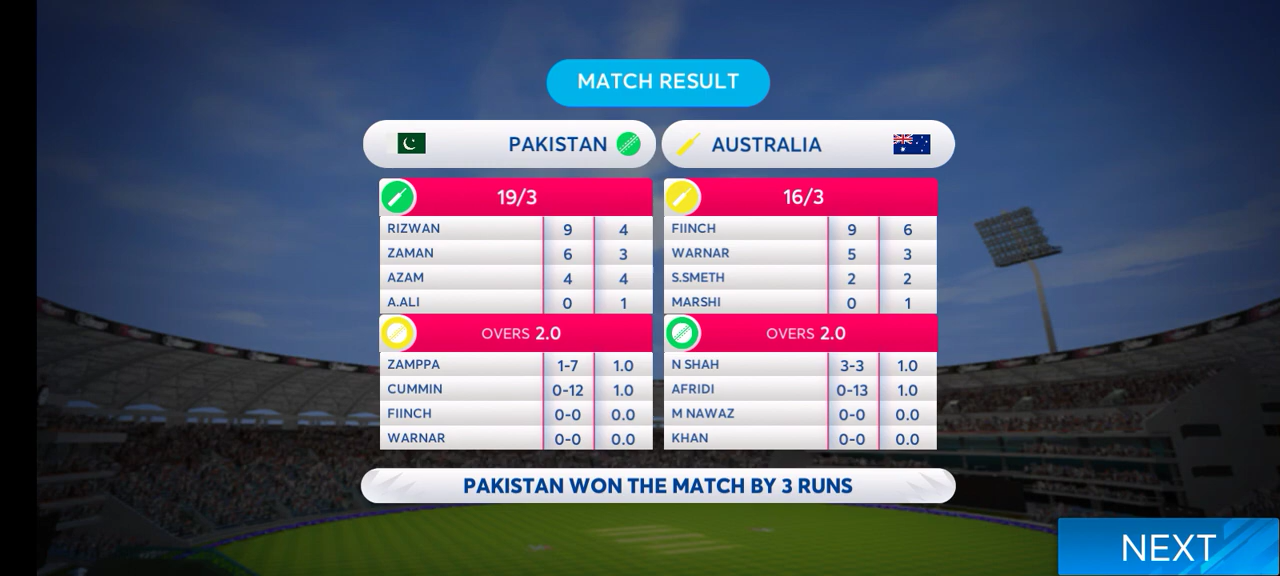 MATCH RESULT
PAKISTAN
19/3
RIZWAN 9 4
ZAMAN 6 3
AZAM 4 4
A.ALI 0 1
OVERS 2.0
ZAMPPA 1-7 1.0
CUMMIN 0-12 1.0
FIINCH 0-0 0.0
WARNAR 0-0 0.0
AUSTRALIA
16/3
FIINCH 9 6
WARNAR 5 3
S.SMETH 2 2
MARSHI 0 1
OVERS 2.0
N SHAH 3-3 1.0
AFRIDI 0-13 1.0
M NAWAZ 0-0 0.0
KHAN 0-0 0.0
PAKISTAN WON THE MATCH BY 3 RUNS
NEXT